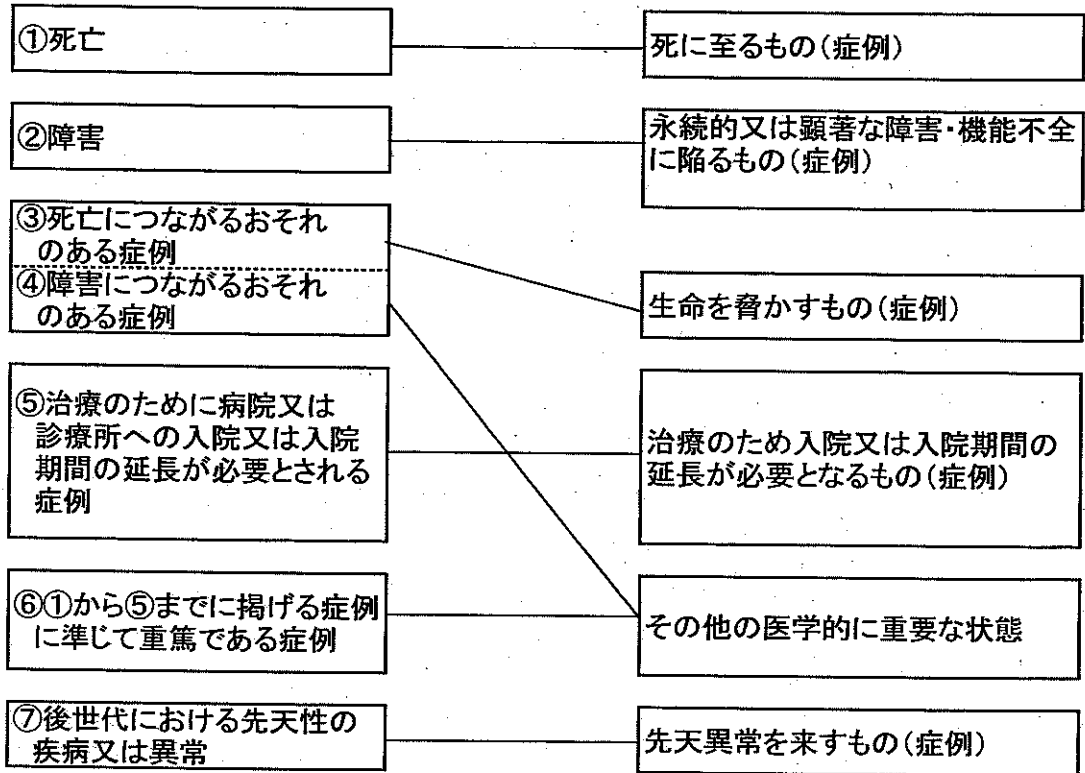 ①死亡
死に至るもの(症例)
②障害
永続的又は顕著な障害・機能不全
に陥るもの(症例)
③死亡につながるおそれ
のある症例
④障害につながるおそれ
のある症例
生命を脅かすもの(症例)
⑤治療のために病院又は
診療所への入院又は入院
期間の延長が必要とされる
症例
治療のため入院又は入院期間の
延長が必要となるもの(症例)
⑥①から⑤までに掲げる症例
に準じて重篤である症例
その他の医学的に重要な状態
⑦後世代における先天性の
疾病又は異常
先天異常を来すもの(症例)